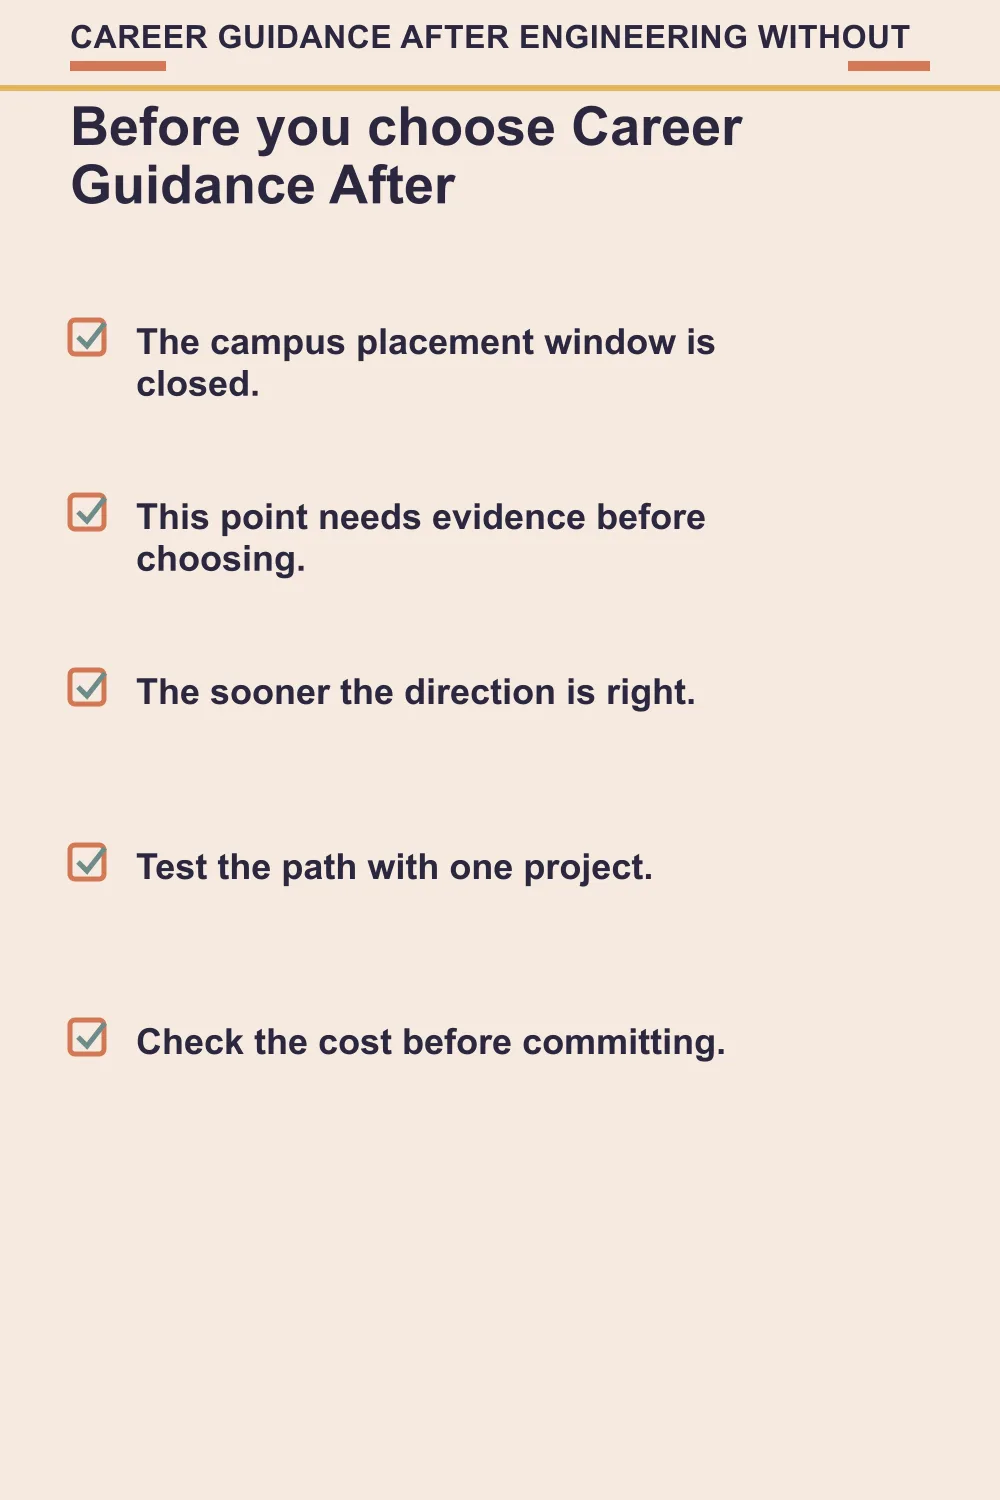 CAREER GUIDANCE AFTER ENGINEERING WITHOUT
Before you choose Career
Guidance After
The campus placement window is
closed.
This point needs evidence before
choosing.
The sooner the direction is right.
Test the path with one project.
Check the cost before committing.